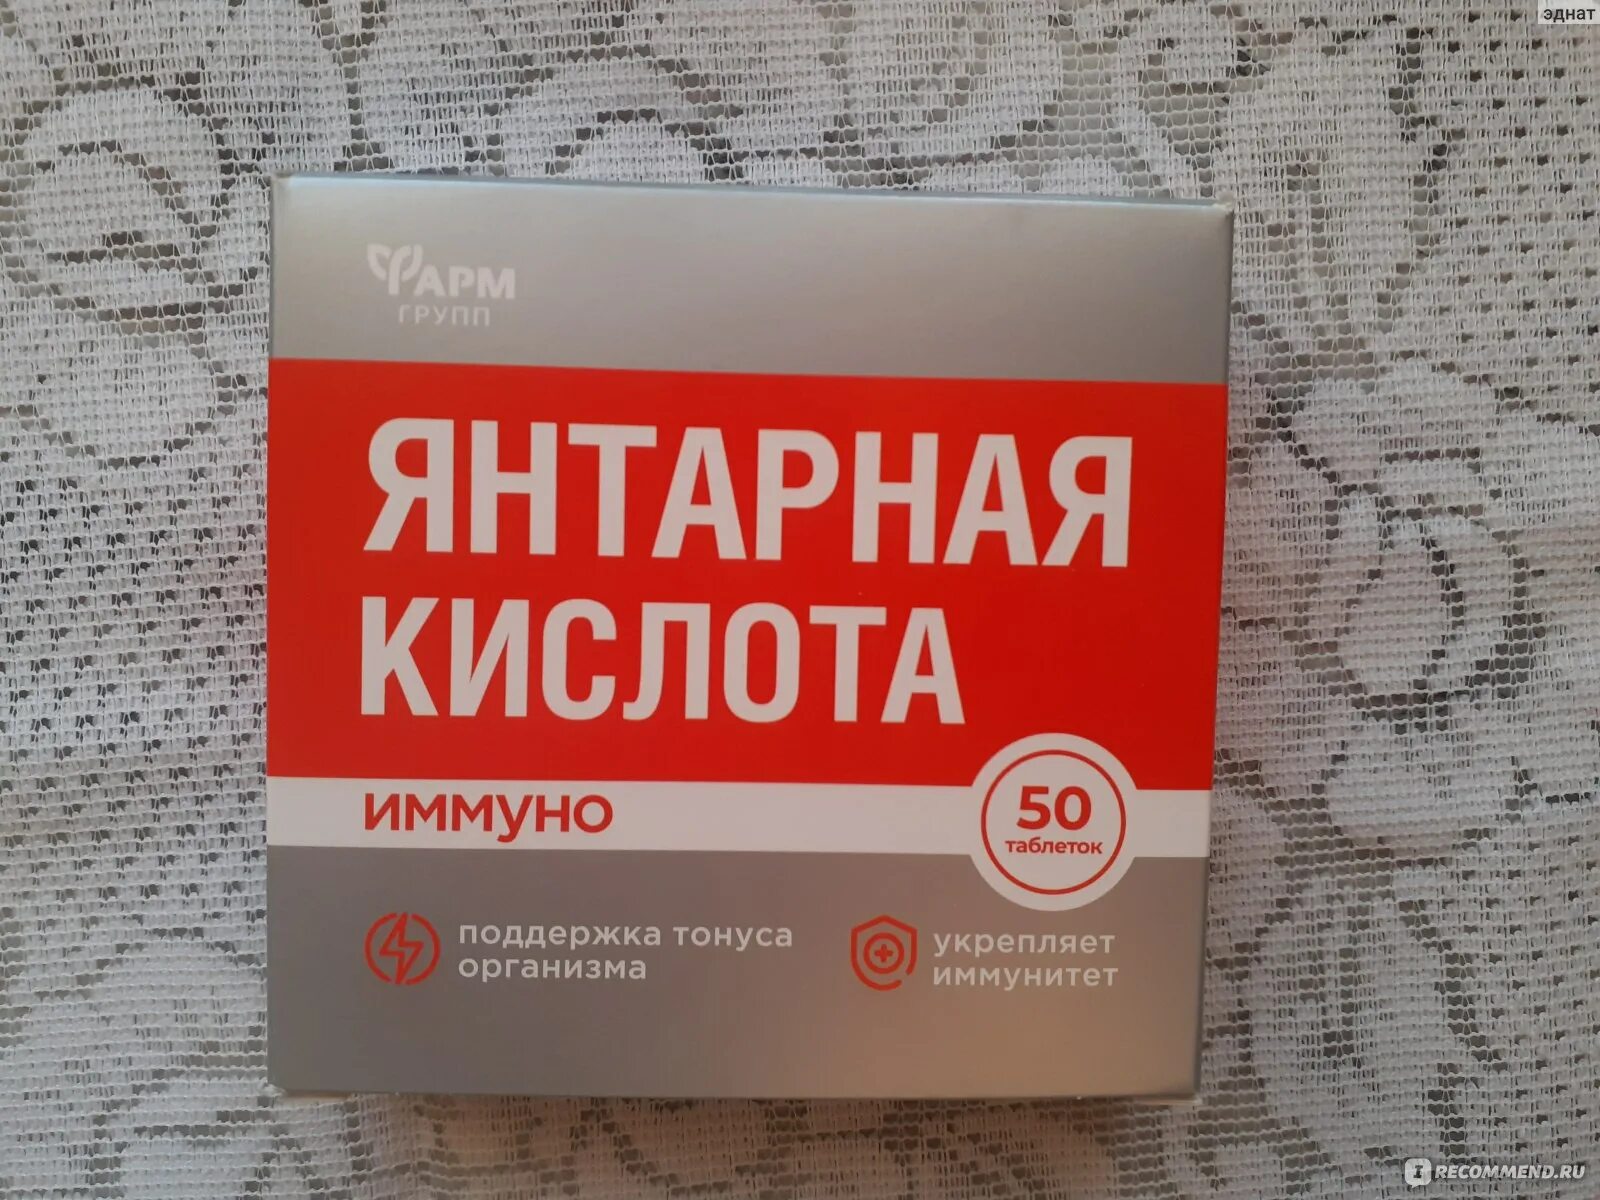 эднат
ФАРМ
ГРУПП
ЯНТАРНАЯ
КИСЛОТА
ИММУНО
50
таблеток
поддержка тонуса
организма
укрепляет
иммунитет
RECOMMEND.RU